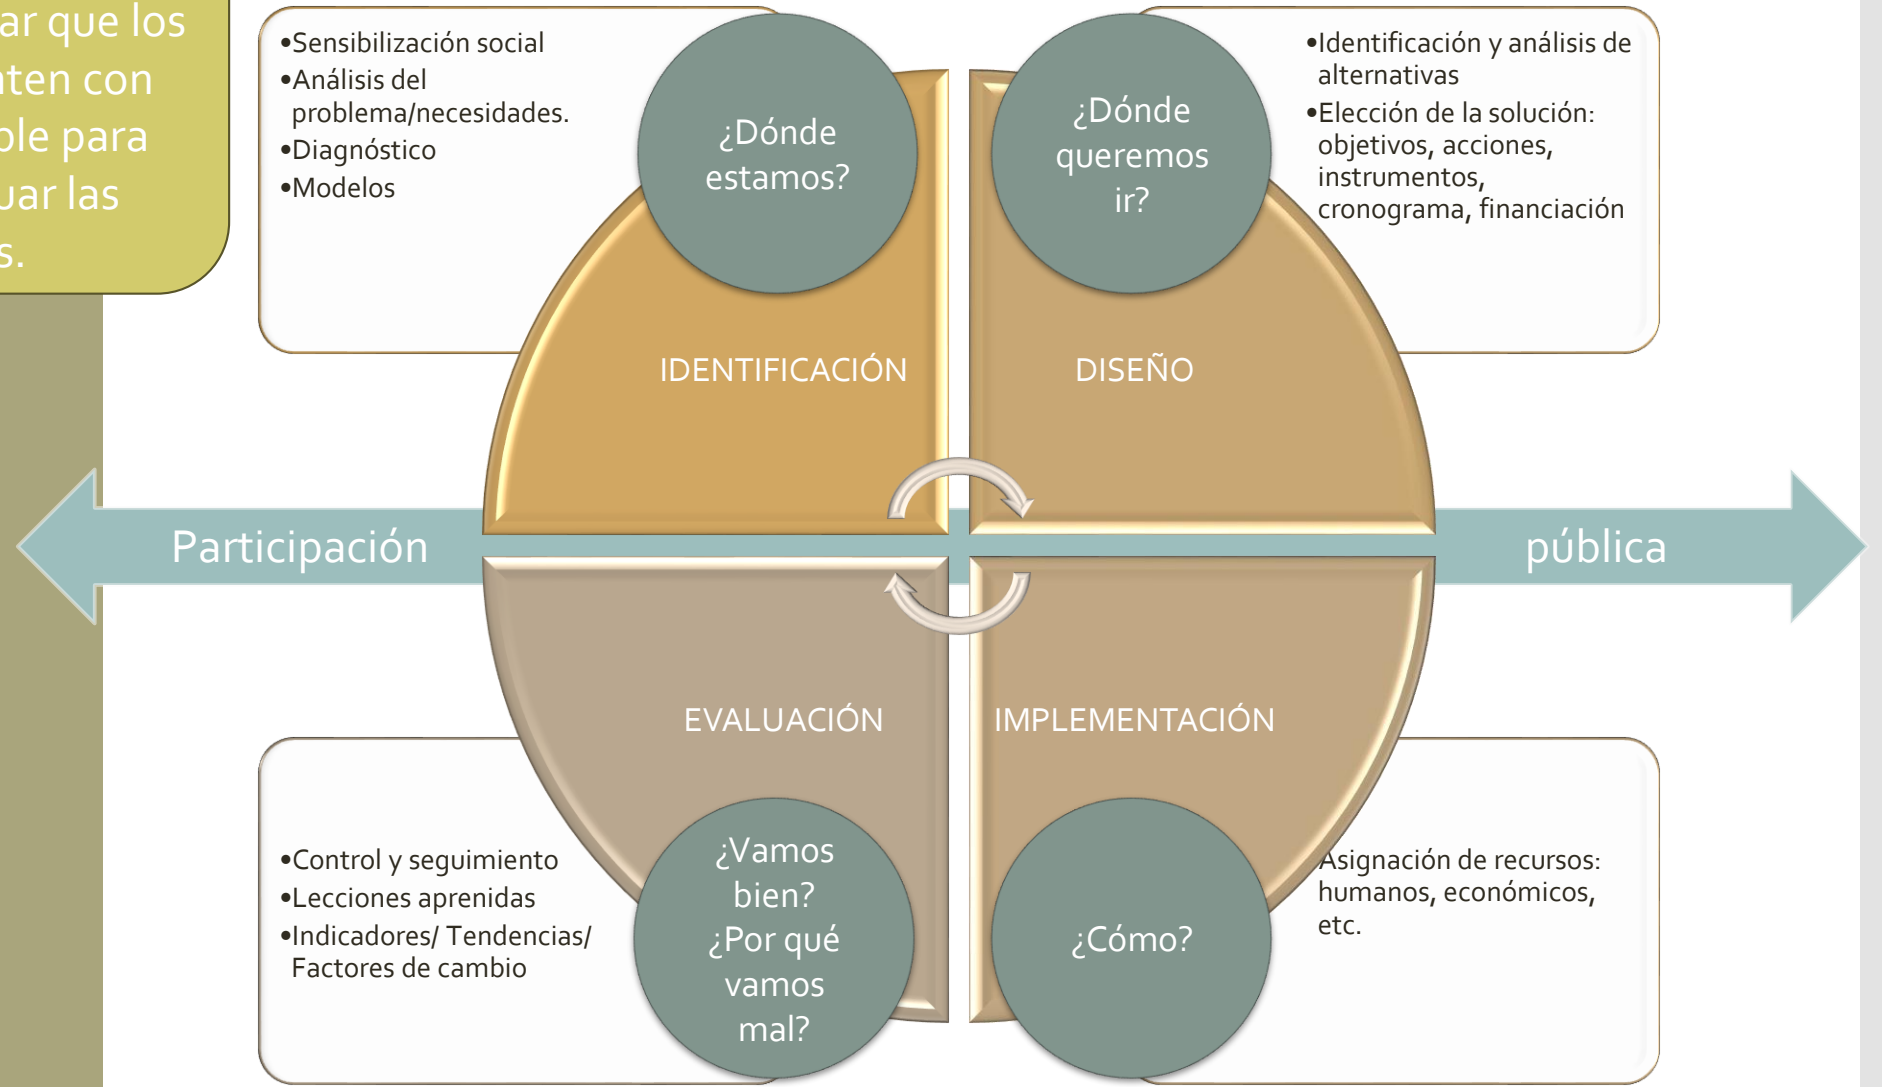 ar que los
ten con
ble para
uar las
s.
•Sensibilización social
•Análisis del
problema/necesidades.
•Diagnóstico
•Modelos
¿Dónde
estamos?
¿Dónde
queremos
ir?
•Identificación y análisis de
alternativas
•Elección de la solución:
objetivos, acciones,
instrumentos,
cronograma, financiación
IDENTIFICACIÓN
DISEÑO
Participación
pública
EVALUACIÓN
IMPLEMENTACIÓN
•Control y seguimiento
•Lecciones aprendidas
•Indicadores/ Tendencias/
Factores de cambio
¿Vamos
bien?
¿Por qué
vamos
mal?
¿Cómo?
Asignación de recursos:
humanos, económicos,
etc.